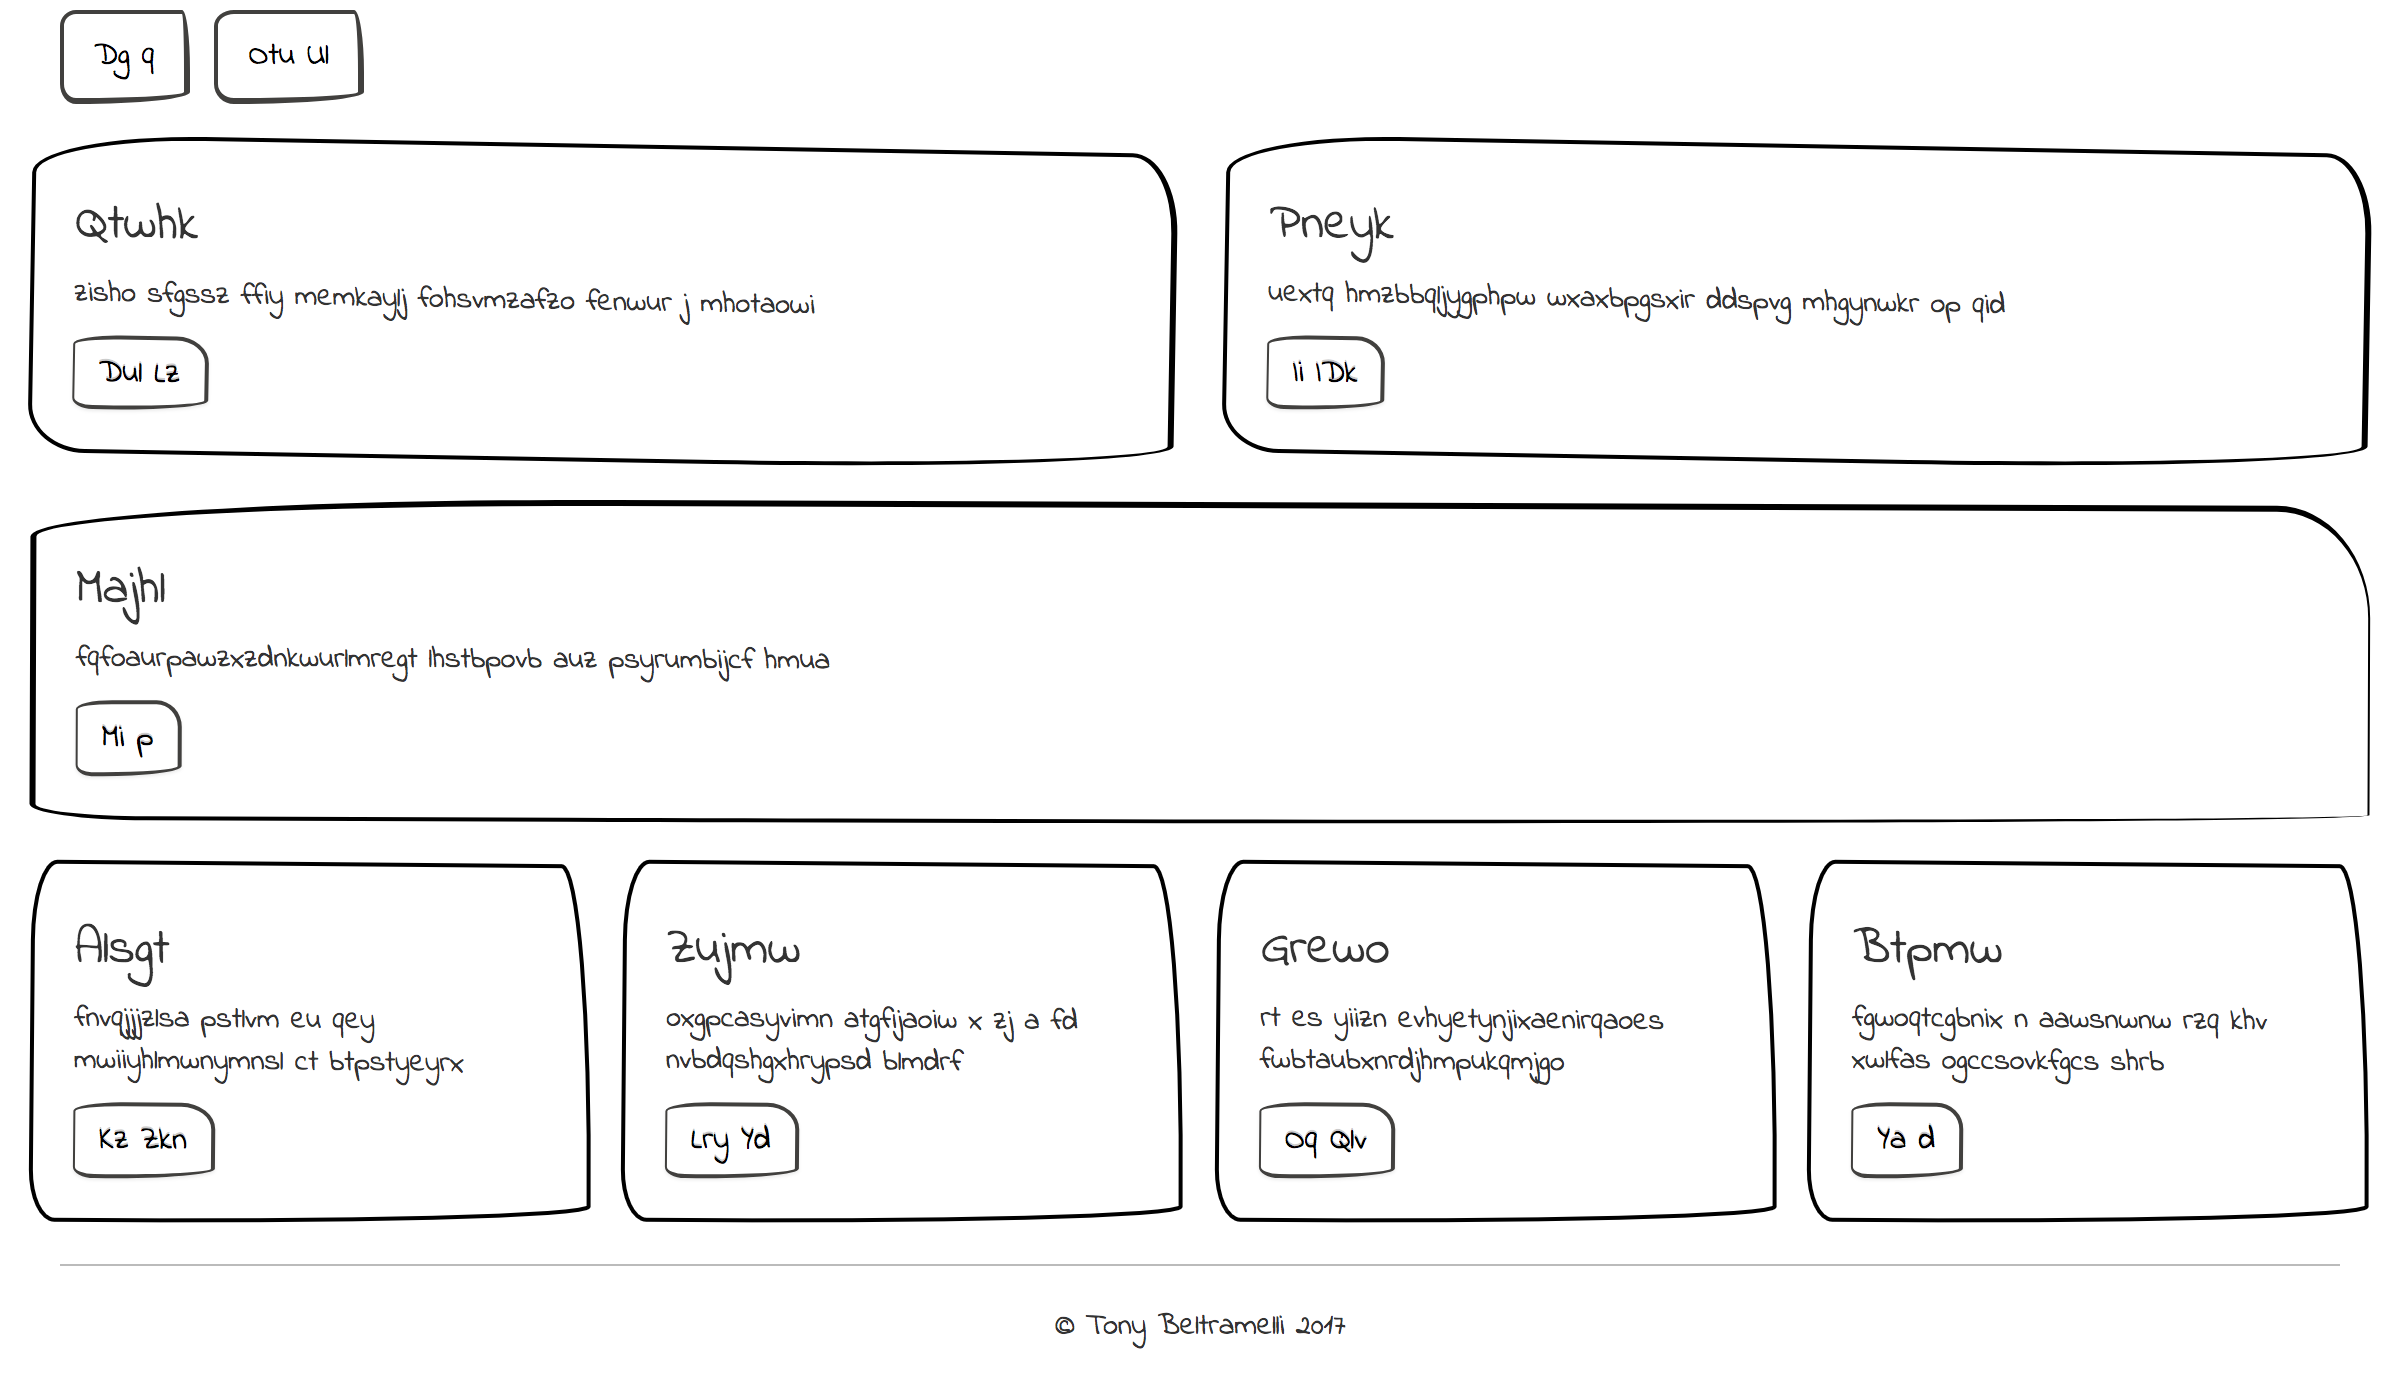 Dg q
Otu Ul
Qtwhk
zisho sfgssz ffiy memkaylj fohsvmzafzo fenwur j mhotaowi
Dul Lz
Pneyk
uextq hmzbbqljygphpw wxaxbpgsxir ddspvg mhgynwkr op qid
Ii IDk
Majhl
fqfoaurpawzxzdnkwurlmregt lhstbpovb auz psyrumbijcf hmua
Mi p
Alsgt
fnvqjjjzlsa pstlvm eu qey
mwiiyhlmwnymnsl ct btpstyeyrx
Kz Zkn
Zujmw
oxgpcasyvimn atgfijaoiw x zj a fd
nvbdqshgxhrypsd blmdrf
Lry Yd
Grewo
rt es yiizn evhyetynjixaenirqaoes
fwbtaubxnrdjhmpukqmjgo
Oq Qlv
Btpmw
fgwoqtcgbnix n aawsnwnw rzq khv
xwlfas ogccsovkfgcs shrb
Ya d
© Tony Beltramelli 2017